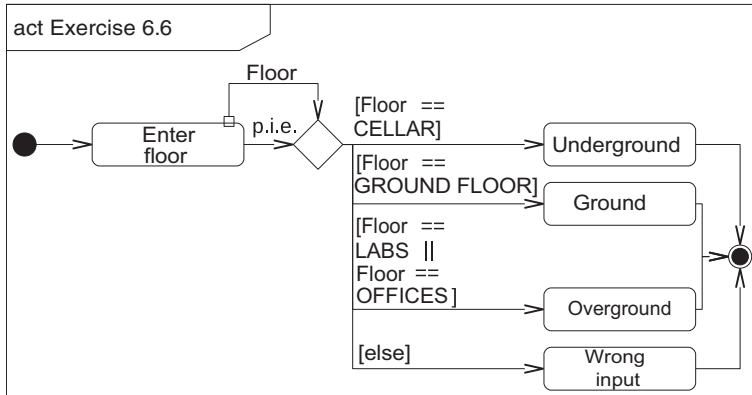 act Exercise 6.6
Floor
Enter
floor
p.i.e.
[Floor ==
CELLAR]
Underground
[Floor ==
GROUND FLOOR]
Ground
[Floor ==
LABS ||
Floor ==
OFFICES]
Overground
[else]
Wrong
input